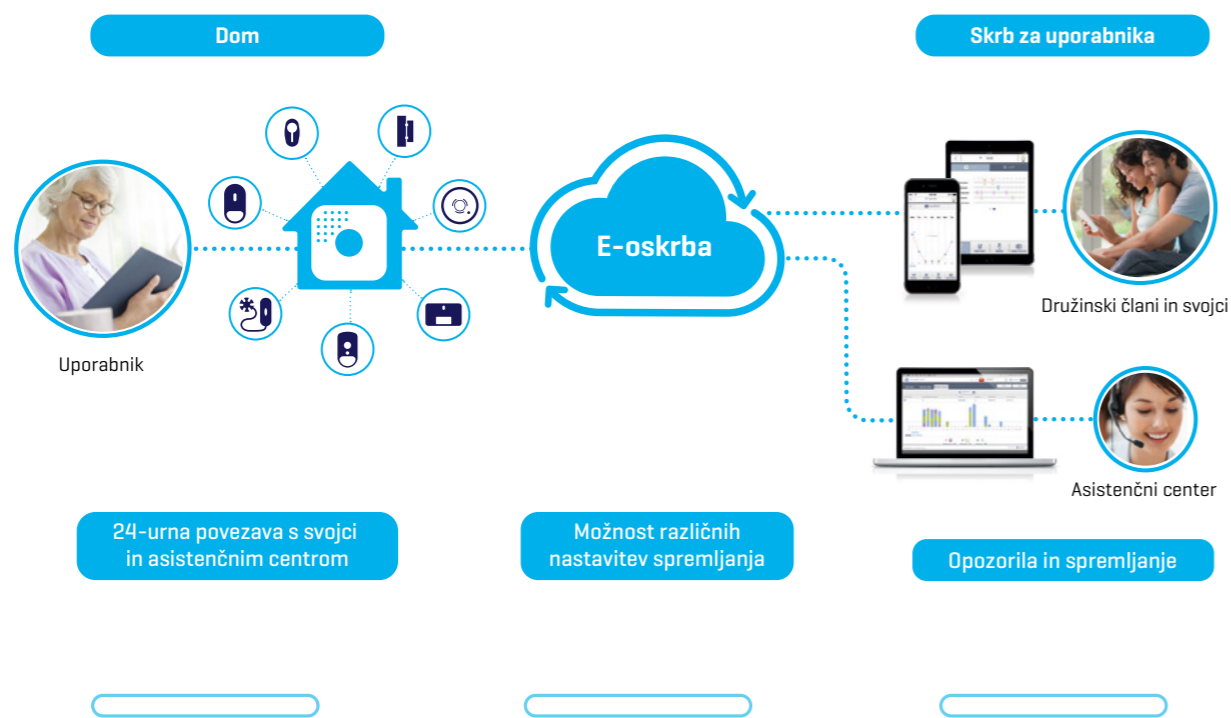 Dom
Skrb za uporabnika
E-oskrba
Uporabnik
Družinski člani in svojci
Asistenčni center
24-urna povezava s svojci
in asistenčnim centrom
Možnost različnih
nastavitev spremljanja
Opozorila in spremljanje